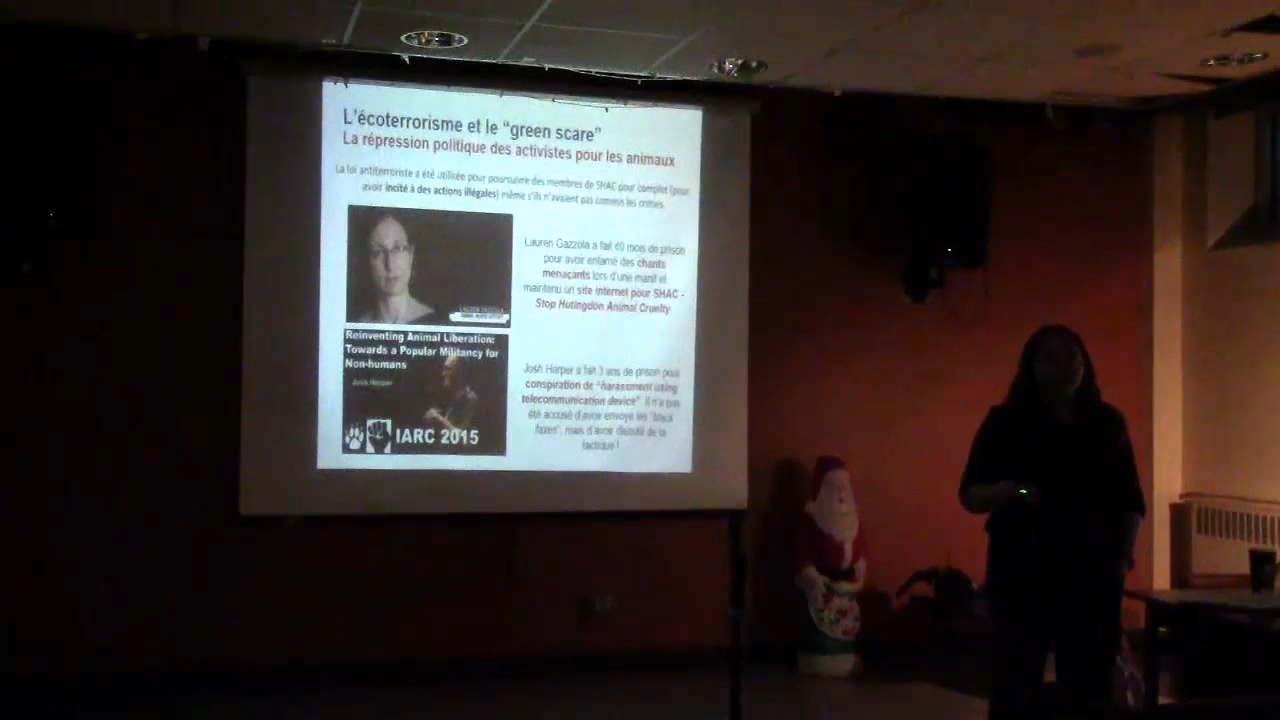 L'écoterrorisme et le "green scare"
La répression politique des activistes pour les animaux
La loi antiterroriste a été utilisée pour poursuivre des membres de SHAC pour complot (pour
avoir incité à des actions illégales) même s'ils n'avaient pas commis les crimes.
Lauren Gazzola a fait 40 mois de prison
pour avoir entamé des chants
menaçants lors d'une manif et
maintenu un site internet pour SHAC -
Stop Hutingdon Animal Cruelty
Reinventing Animal Liberation:
Towards a Popular Militancy for
Non-humans
Josh Harper
IARC 2015
Josh Harper a fait 3 ans de prison pour
conspiration de "harassment using
telecommunication device". Il n'a pas
été accusé d'avoir envoyé les "black
faxes", mais d'avoir discuté de la
tactique !